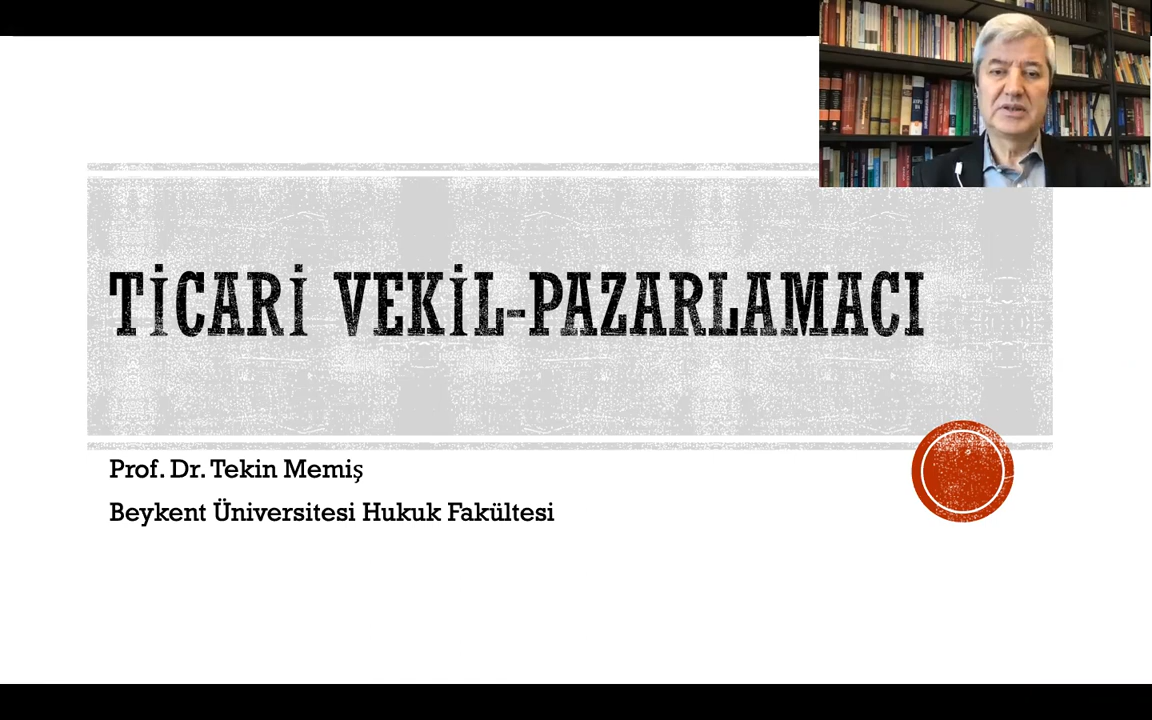 TİCARİ VEKİL-PAZARLAMACI
Prof. Dr. Tekin Memiş
Beykent Üniversitesi Hukuk Fakültesi